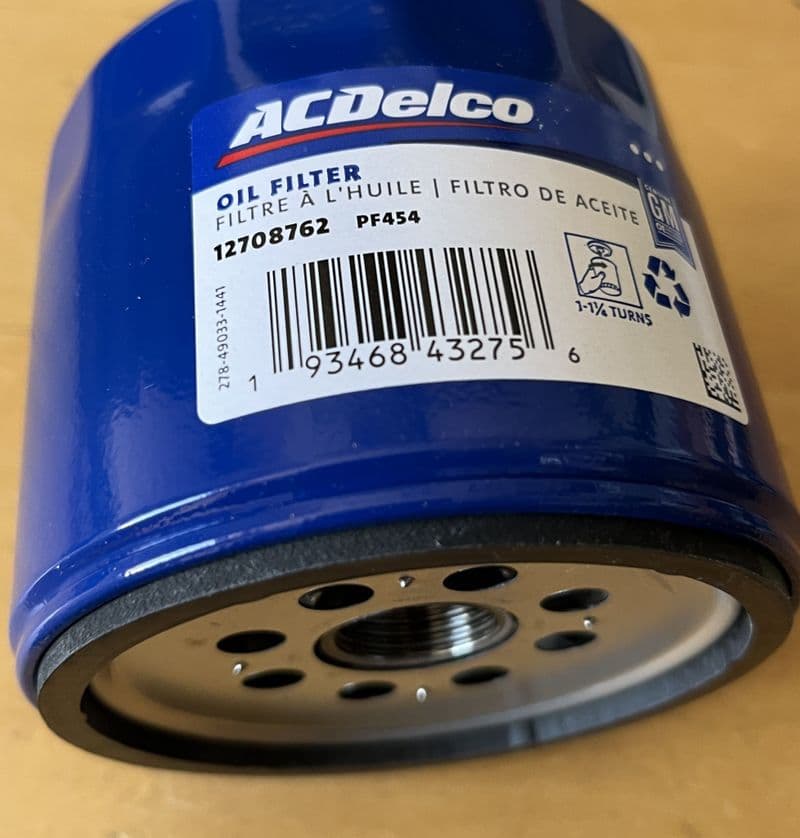 ACDelco
OIL FILTER
FILTRE À L'HUILE | FILTRO DE ACEITE
12708762 PF454
GM
1-1¼ TURNS
278-49033-1441
1 93468 43275 6